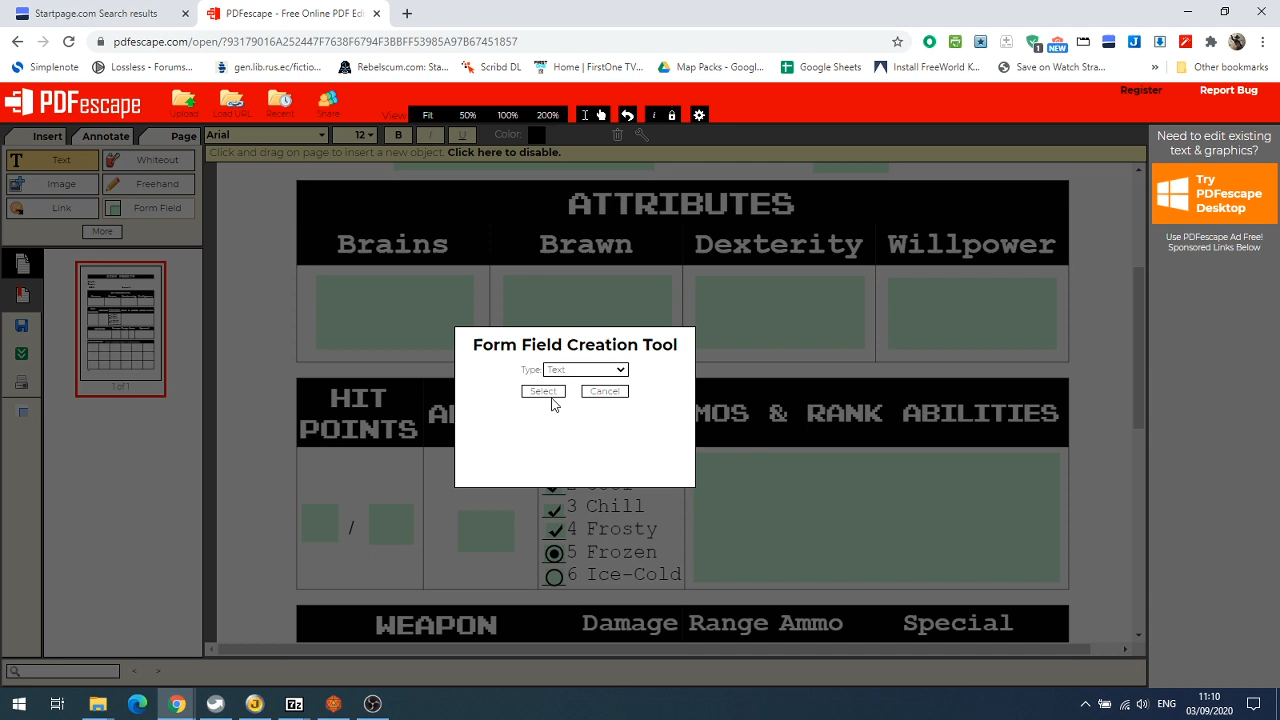 Startpage.com Search results
PDFescape - Free Online PDF Edi
pdfescape.com/open/293179016A252447F7638E6794F3BBFF53985A97B67451857
Simplenote
Lossless - Forums...
gen.lib.rus.ec/fictio...
Rebelscum.com: Sta...
Scribd DL
Home | FirstOne TV...
Map Packs - Googl...
Google Sheets
Install FreeWorld K...
Save on Watch Stra...
»
Other bookmarks
1
NEW
PDFescape
Upload
Load URL
Recent
Share
View
Fit
50%
100%
200%
Register
Report Bug
Insert
Annotate
Page
Arial
12
B
I
U
Color:
Click and drag on page to insert a new object. Click here to disable.
Text
Whiteout
Image
Freehand
Link
Form Field
More
1 of 1
Need to edit existing
text & graphics?
Try
PDFescape
Desktop
Use PDFescape Ad Free!
Sponsored Links Below
ATTRIBUTES
Brains
Brawn
Dexterity
Willpower
Form Field Creation Tool
Type:
Text
Select
Cancel
HIT
POINTS
MOS & RANK ABILITIES
/
3 Chill
4 Frosty
5 Frozen
6 Ice-Cold
WEAPON
Damage
Range
Ammo
Special
<
>
ENG
11:10
03/09/2020